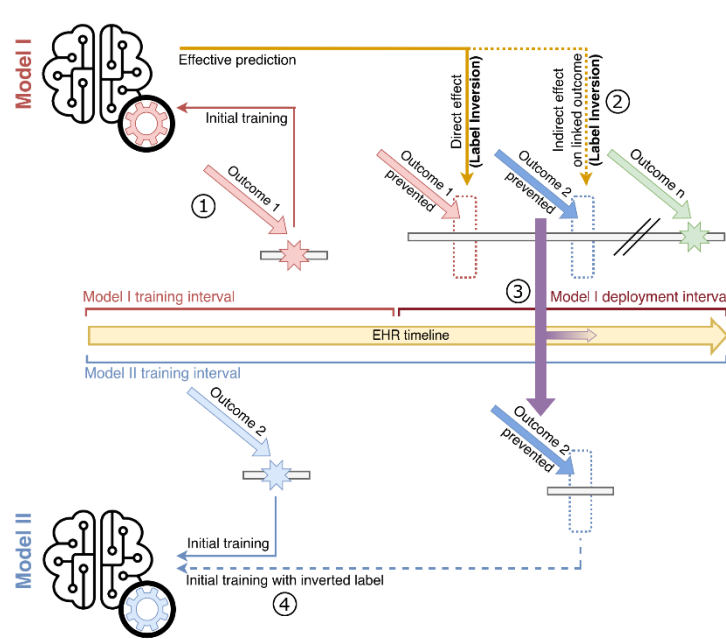 Model I
Effective prediction
Initial training
Direct effect
(Label Inversion)
Indirect effect
on linked outcome
(Label Inversion)
2
1
Outcome 1
Outcome 1
prevented
Outcome 2
prevented
Outcome n
3
Model I training interval
Model I deployment interva
EHR timeline
Model II training interval
Outcome 2
Outcome 2
prevented
Model II
Initial training
Initial training with inverted label
4